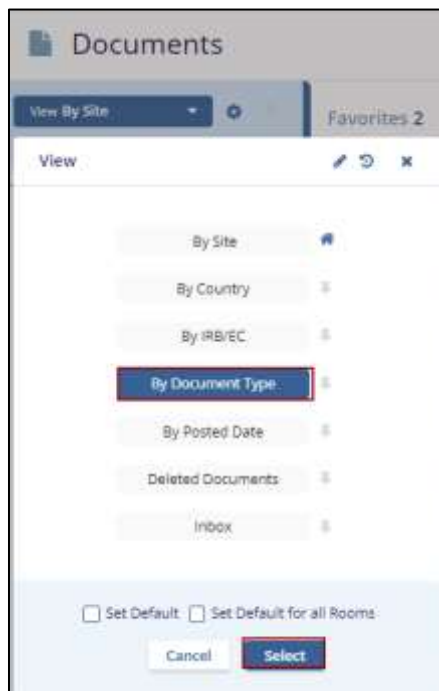 Documents
View By Site
Favorites 2
View
By Site
By Country
By IRB/EC
By Document Type
By Posted Date
Deleted Documents
Inbox
Set Default Set Default for all Rooms
Cancel Select